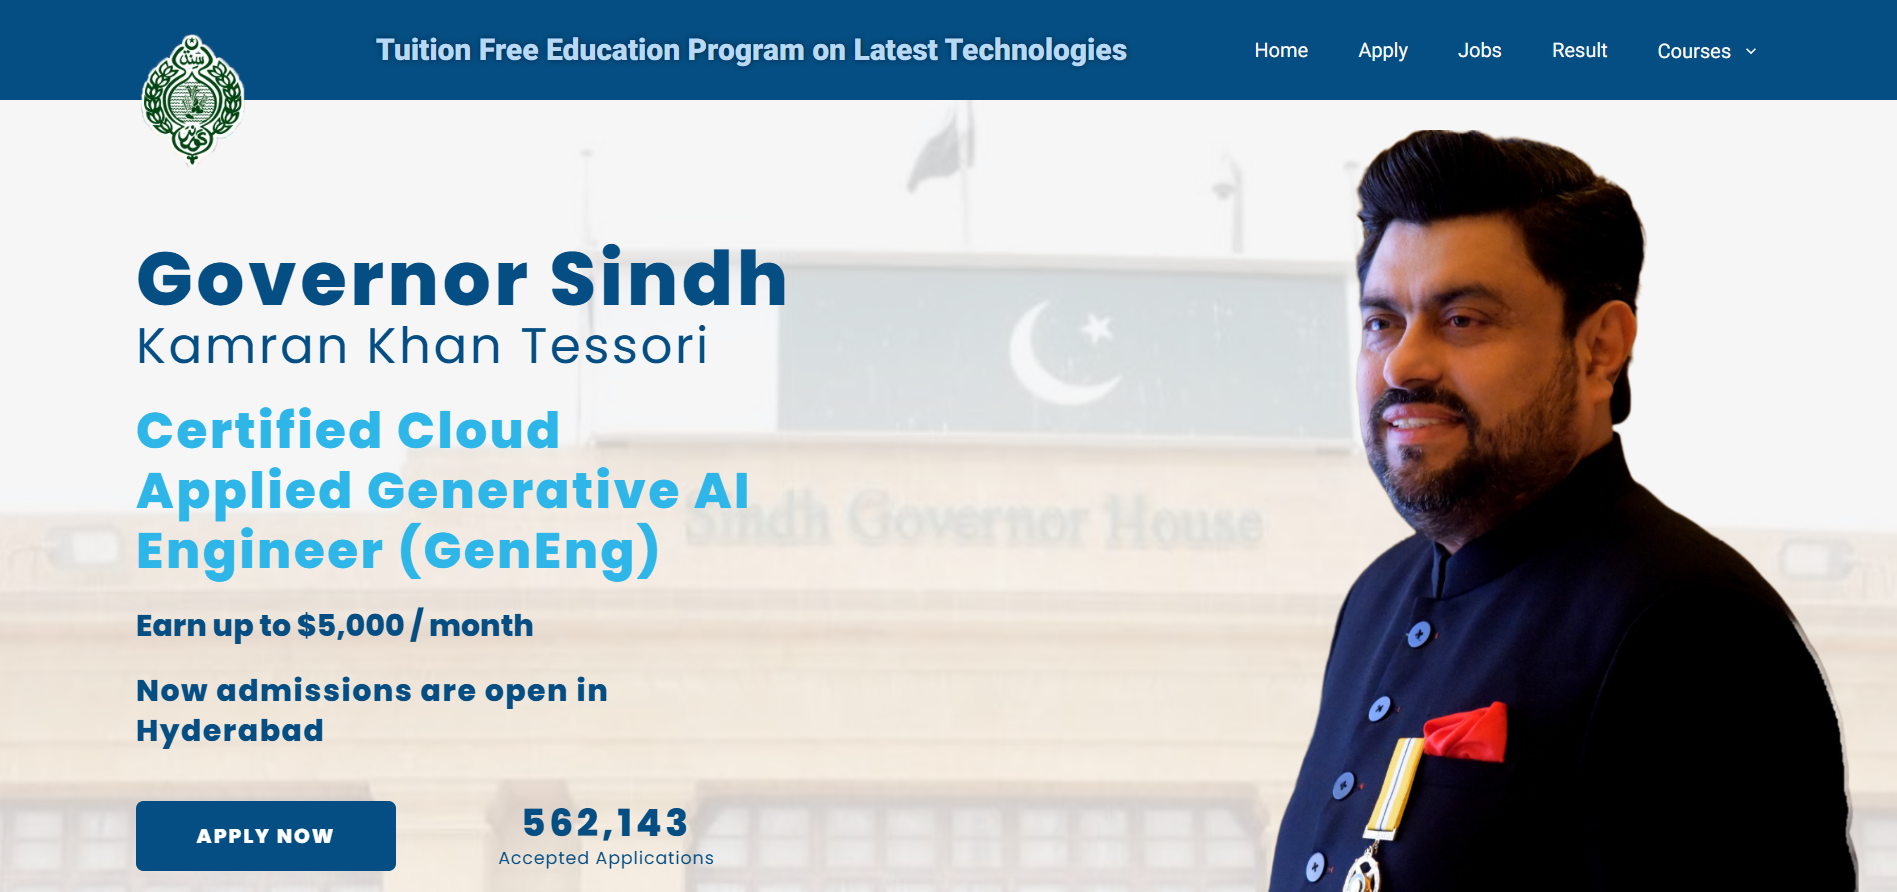 Tuition Free Education Program on Latest Technologies
Home
Apply
Jobs
Result
Courses
Governor Sindh
Kamran Khan Tessori
Certified Cloud
Applied Generative AI
Engineer (GenEng)
Sindh Governor House
Earn up to $5,000 / month
Now admissions are open in
Hyderabad
APPLY NOW
562,143
Accepted Applications